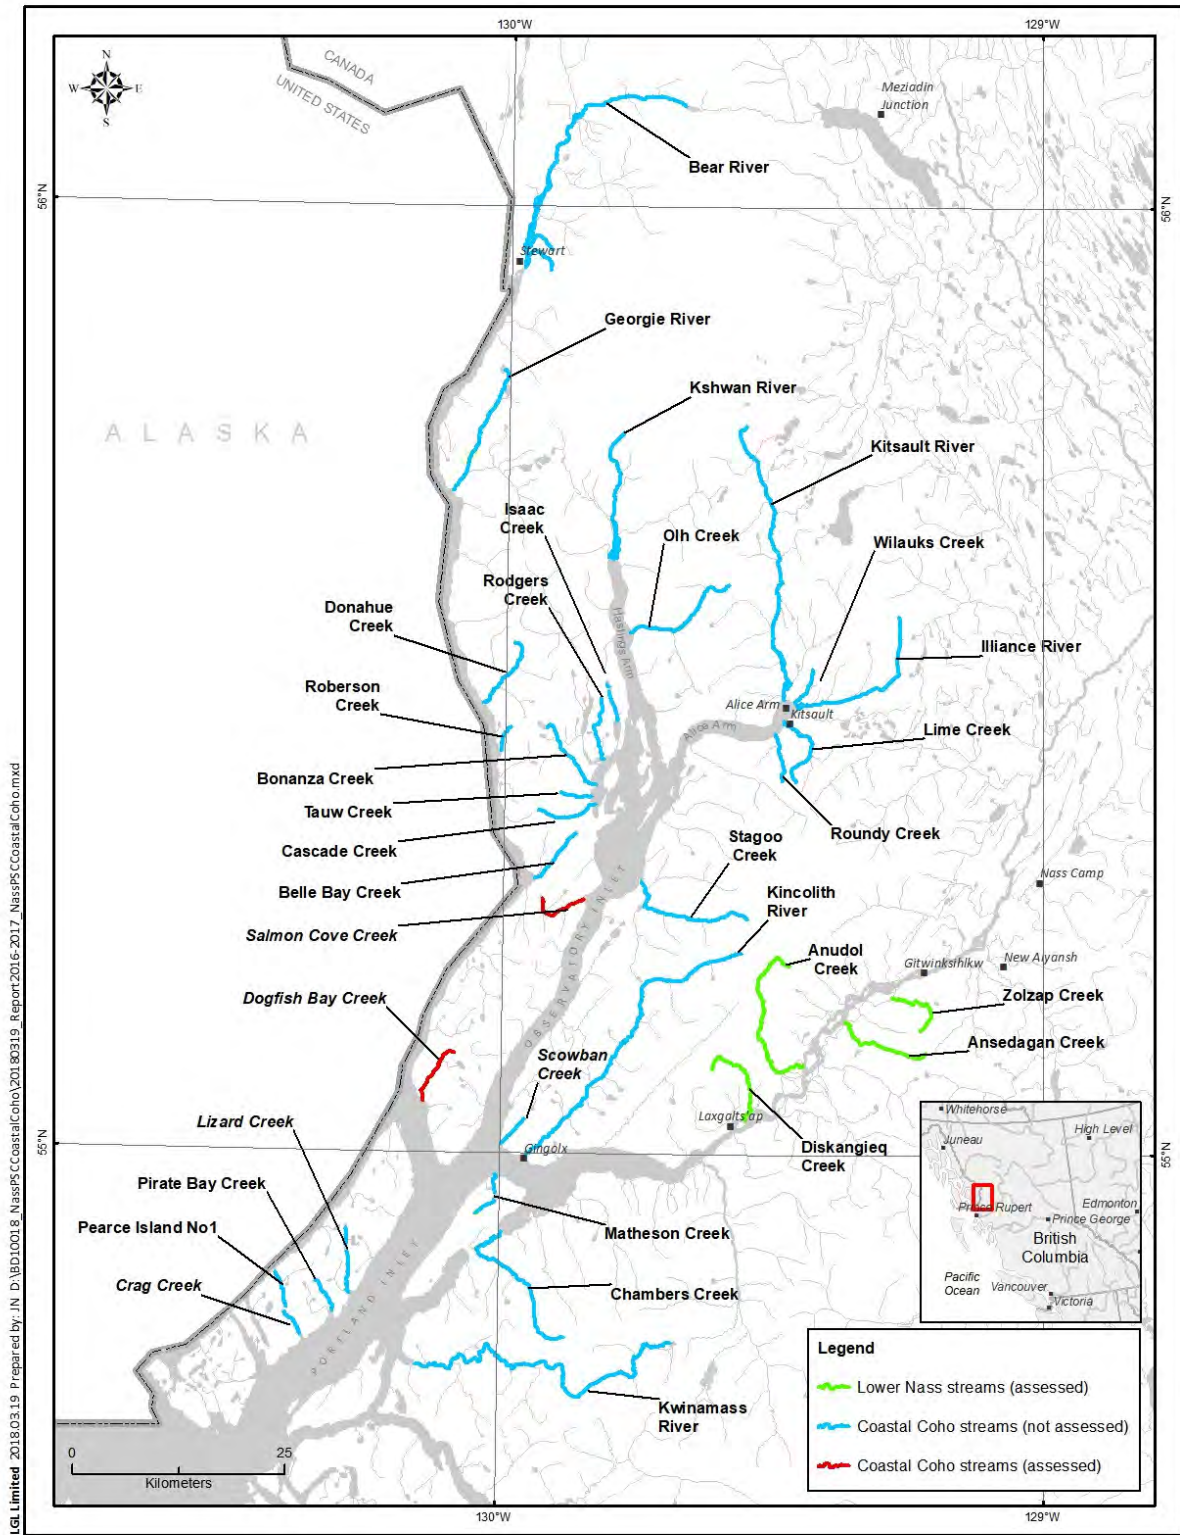 130°W
129°W
N
W
E
S
CANADA
UNITED STATES
Meziadin
Junction
Bear River
56°N
56°N
Stewart
Georgie River
Kshwan River
ALASKA
Kitsault River
Isaac
Creek
Olh Creek
Wilauks Creek
Rodgers
Creek
Donahue
Creek
Hastings Arm
Illiance River
Roberson
Creek
Alice Arm
Kitsault
Alice Arm
Lime Creek
Bonanza Creek
Tauw Creek
Roundy Creek
Cascade Creek
Stagoo
Creek
Belle Bay Creek
Nass Camp
Kincolith
River
Salmon Cove Creek
Anudol
Creek
Gitwinksihlkw
New Aiyansh
Dogfish Bay Creek
Zolzap Creek
OBSERVATORY INLET
Ansedagan Creek
Scowban
Creek
Lizard Creek
Laxgalts'ap
Gingolx
Diskangieq
Creek
55°N
55°N
Pirate Bay Creek
Matheson Creek
Pearce Island No1
Crag Creek
Chambers Creek
PORTLAND INLET
Kwinamass
River
Whitehorse
Juneau
High Level
Prince Rupert
Edmonton
Prince George
British
Columbia
Pacific
Ocean
Vancouver
Victoria
Legend
Lower Nass streams (assessed)
Coastal Coho streams (not assessed)
Coastal Coho streams (assessed)
0
25
Kilometers
130°W
129°W
LGL Limited 2018.03.19 Prepared by: JN D:\BD10018_NassPSCCoastalCoho\20180319_Report2016-2017_NassPSCCoastalCoho.mxd